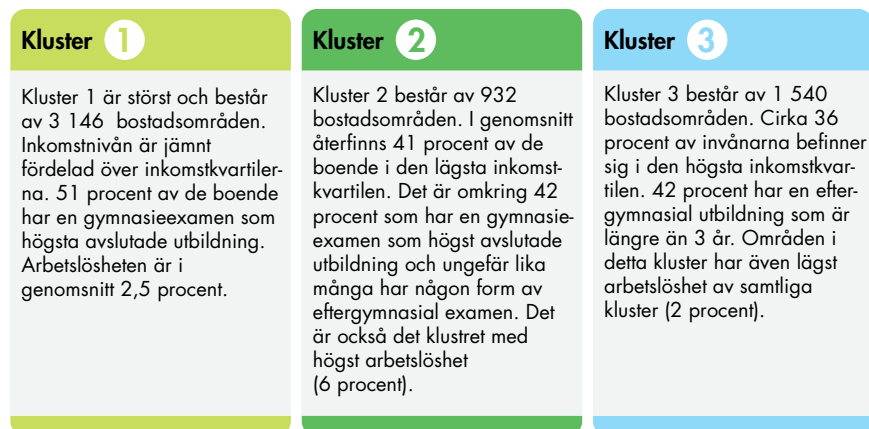 Kluster 1
Kluster 1 är störst och består
av 3 146 bostadsområden.
Inkomstnivån är jämnt
fördelad över inkomstkvartiler-
na. 51 procent av de boende
har en gymnasieexamen som
högsta avslutade utbildning.
Arbetslösheten är i
genomsnitt 2,5 procent.
Kluster 2
Kluster 2 består av 932
bostadsområden. I genomsnitt
återfinns 41 procent av de
boende i den lägsta inkomst-
kvartilen. Det är omkring 42
procent som har en gymnasie-
examen som högst avslutade
utbildning och ungefär lika
många har någon form av
eftergymnasial examen. Det
är också det klustret med
högst arbetslöshet
(6 procent).
Kluster 3
Kluster 3 består av 1 540
bostadsområden. Cirka 36
procent av invånarna befinner
sig i den högsta inkomstkvar-
tilen. 42 procent har en efter-
gymnasial utbildning som är
längre än 3 år. Områden i
detta kluster har även lägst
arbetslöshet av samtliga
kluster (2 procent).